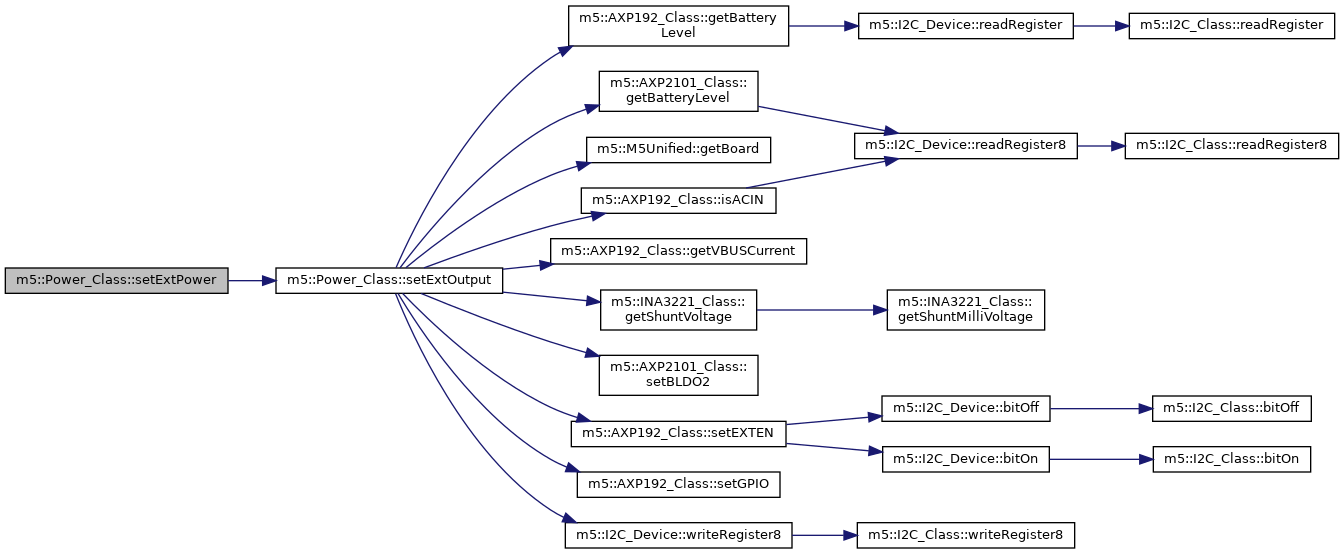 m5::AXP192_Class::getBattery
Level
m5::I2C_Device::readRegister
m5::I2C_Class::readRegister
m5::AXP2101_Class::
getBatteryLevel
m5::M5Unified::getBoard
m5::I2C_Device::readRegister8
m5::I2C_Class::readRegister8
m5::AXP192_Class::isACIN
m5::AXP192_Class::getVBUSCurrent
m5::Power_Class::setExtPower
m5::Power_Class::setExtOutput
m5::INA3221_Class::
getShuntVoltage
m5::INA3221_Class::
getShuntMilliVoltage
m5::AXP2101_Class::
setBLDO2
m5::AXP192_Class::setEXTEN
m5::I2C_Device::bitOff
m5::I2C_Class::bitOff
m5::I2C_Device::bitOn
m5::I2C_Class::bitOn
m5::AXP192_Class::setGPIO
m5::I2C_Device::writeRegister8
m5::I2C_Class::writeRegister8